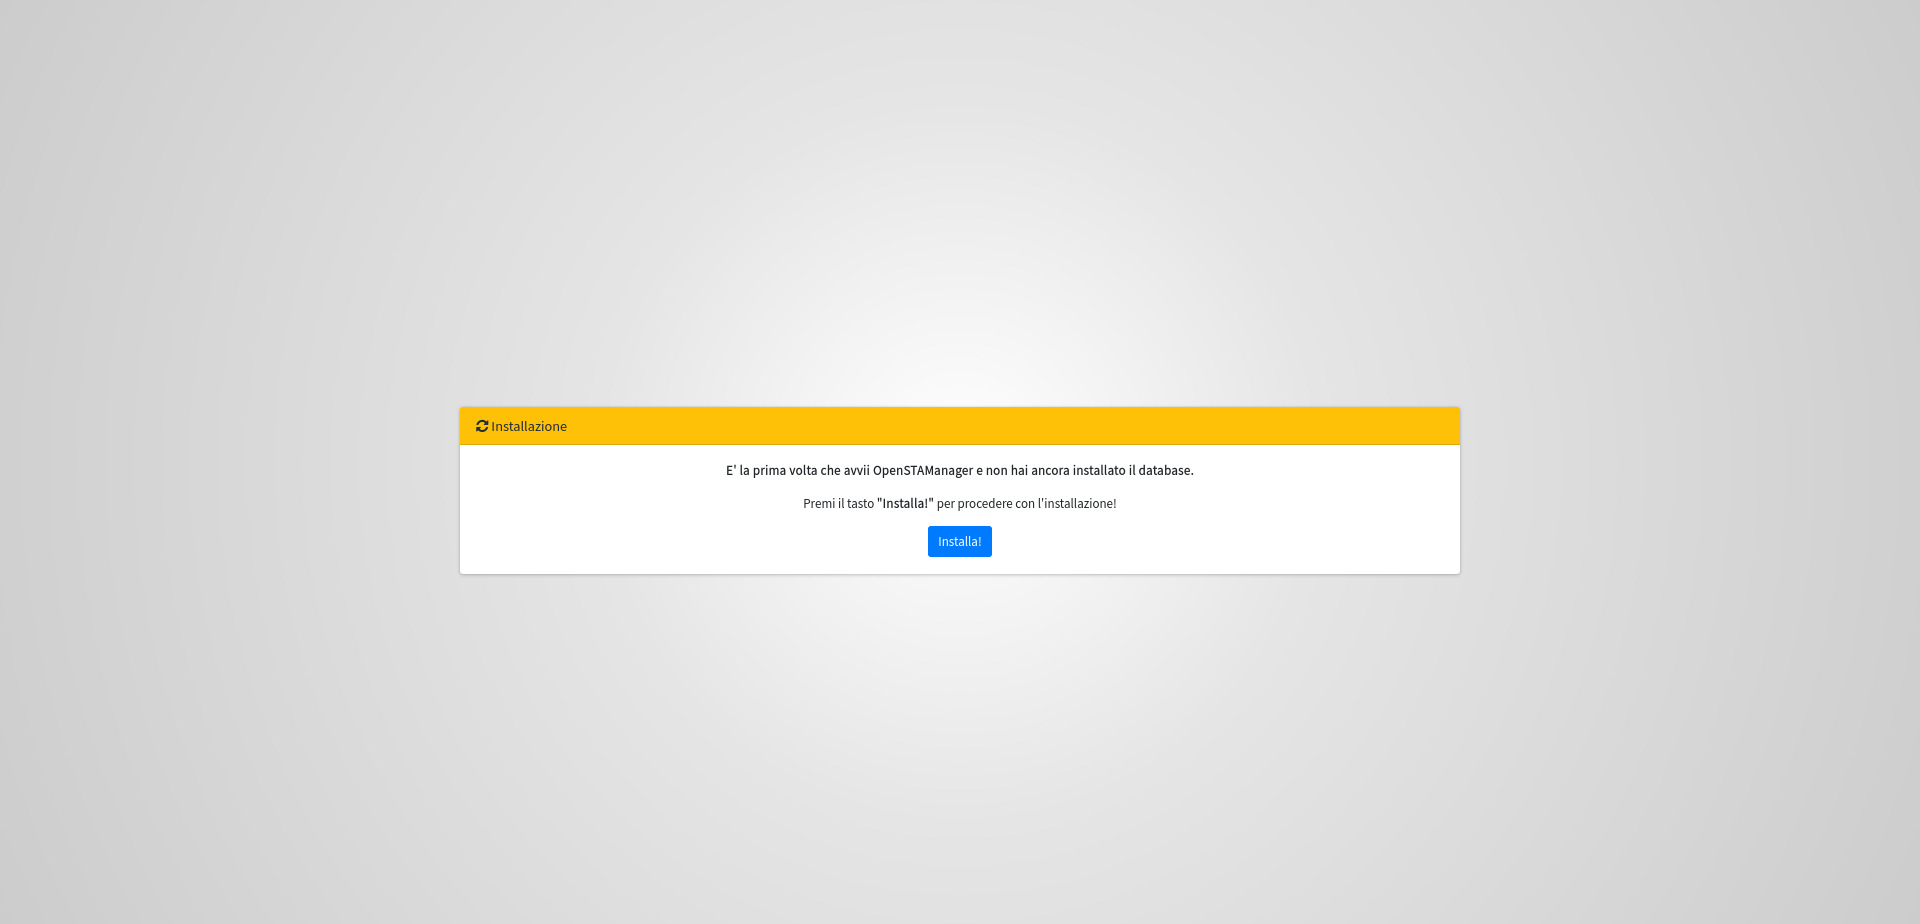 Installazione
E' la prima volta che avvii OpenSTAManager e non hai ancora installato il database.
Premi il tasto "Installa!" per procedere con l'installazione!
Installa!